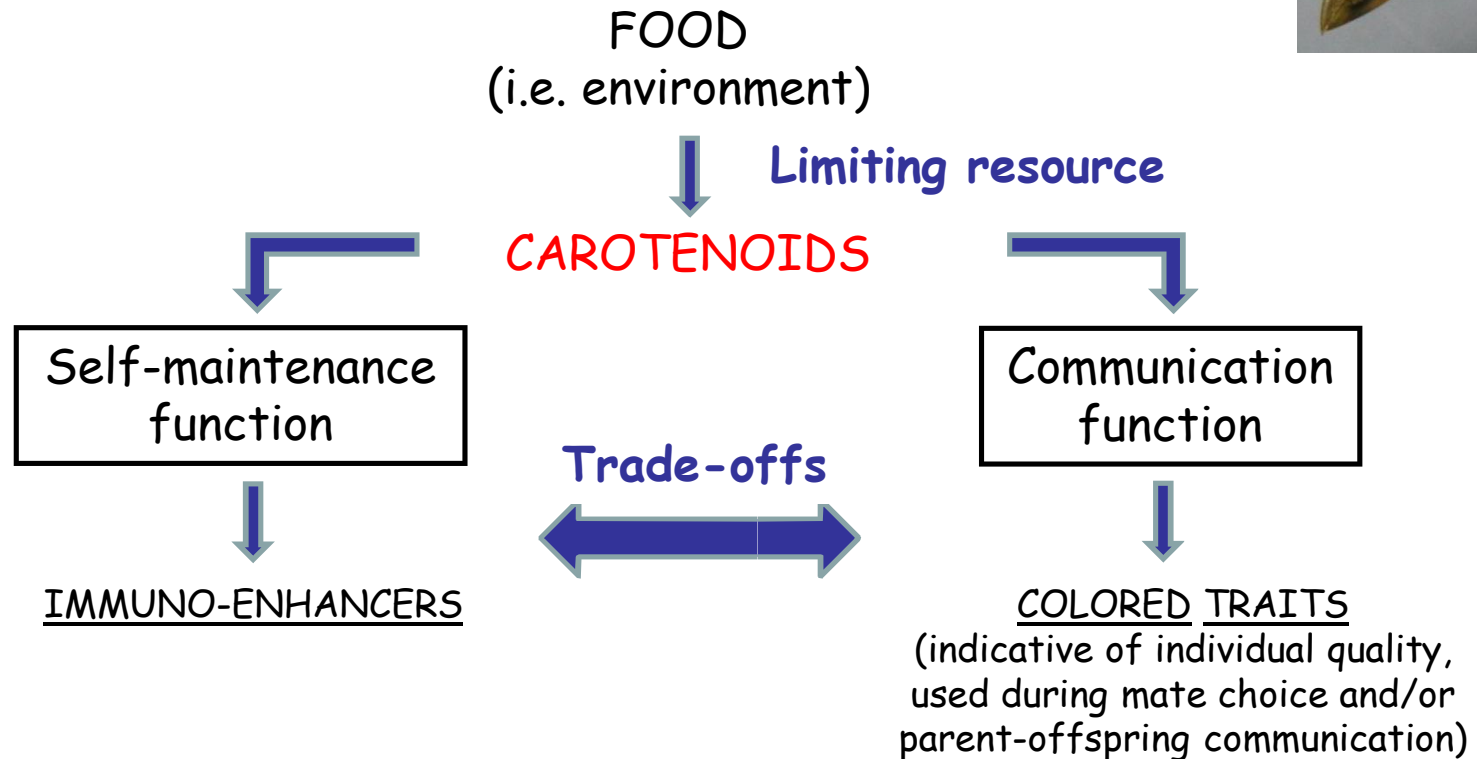 FOOD
(i.e. environment)
Limiting resource
CAROTENOIDS
Self-maintenance
function
Communication
function
Trade-offs
IMMUNO-ENHANCERS
COLORED TRAITS
(indicative of individual quality,
used during mate choice and/or
parent-offspring communication)